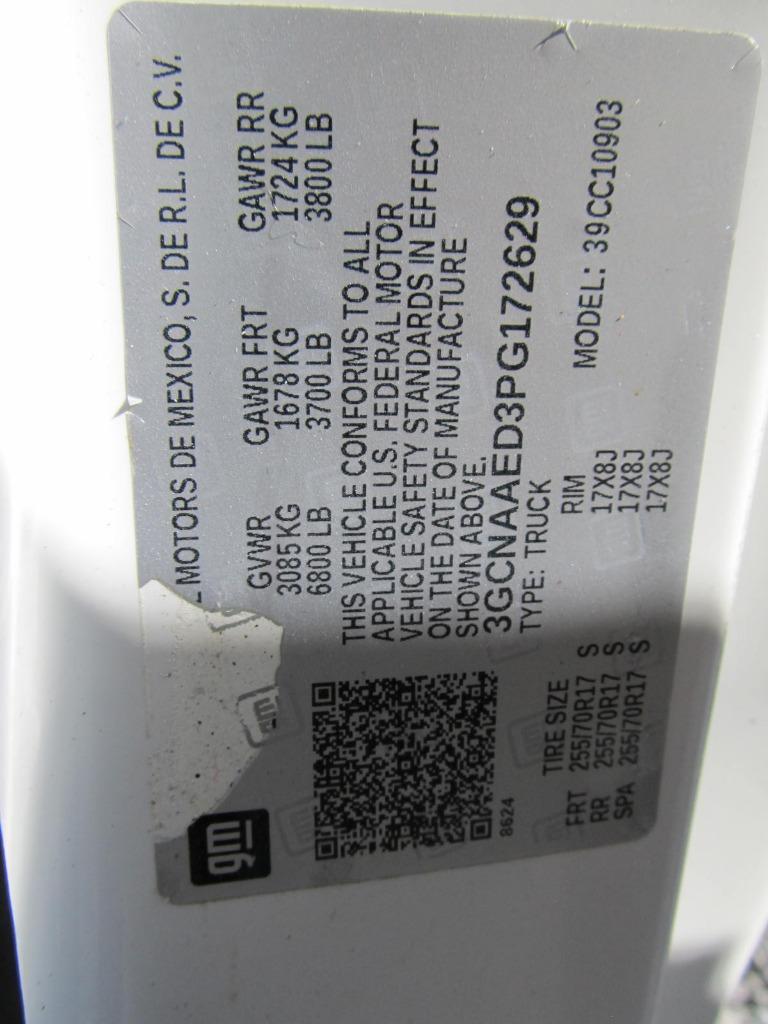 gm
MOTORS DE MEXICO, S. DE R.L. DE C.V.
GVWR GAWR FRT GAWR RR
3085 KG 1678 KG 1724 KG
6800 LB 3700 LB 3800 LB
THIS VEHICLE CONFORMS TO ALL
APPLICABLE U.S. FEDERAL MOTOR
VEHICLE SAFETY STANDARDS IN EFFECT
ON THE DATE OF MANUFACTURE
SHOWN ABOVE.
3GCNAAED3PG172629
8624
TYPE: TRUCK
MODEL: 39CC10903
TIRE SIZE RIM
FRT 255/70R17 S 17X8J
RR 255/70R17 S 17X8J
SPA 255/70R17 S 17X8J